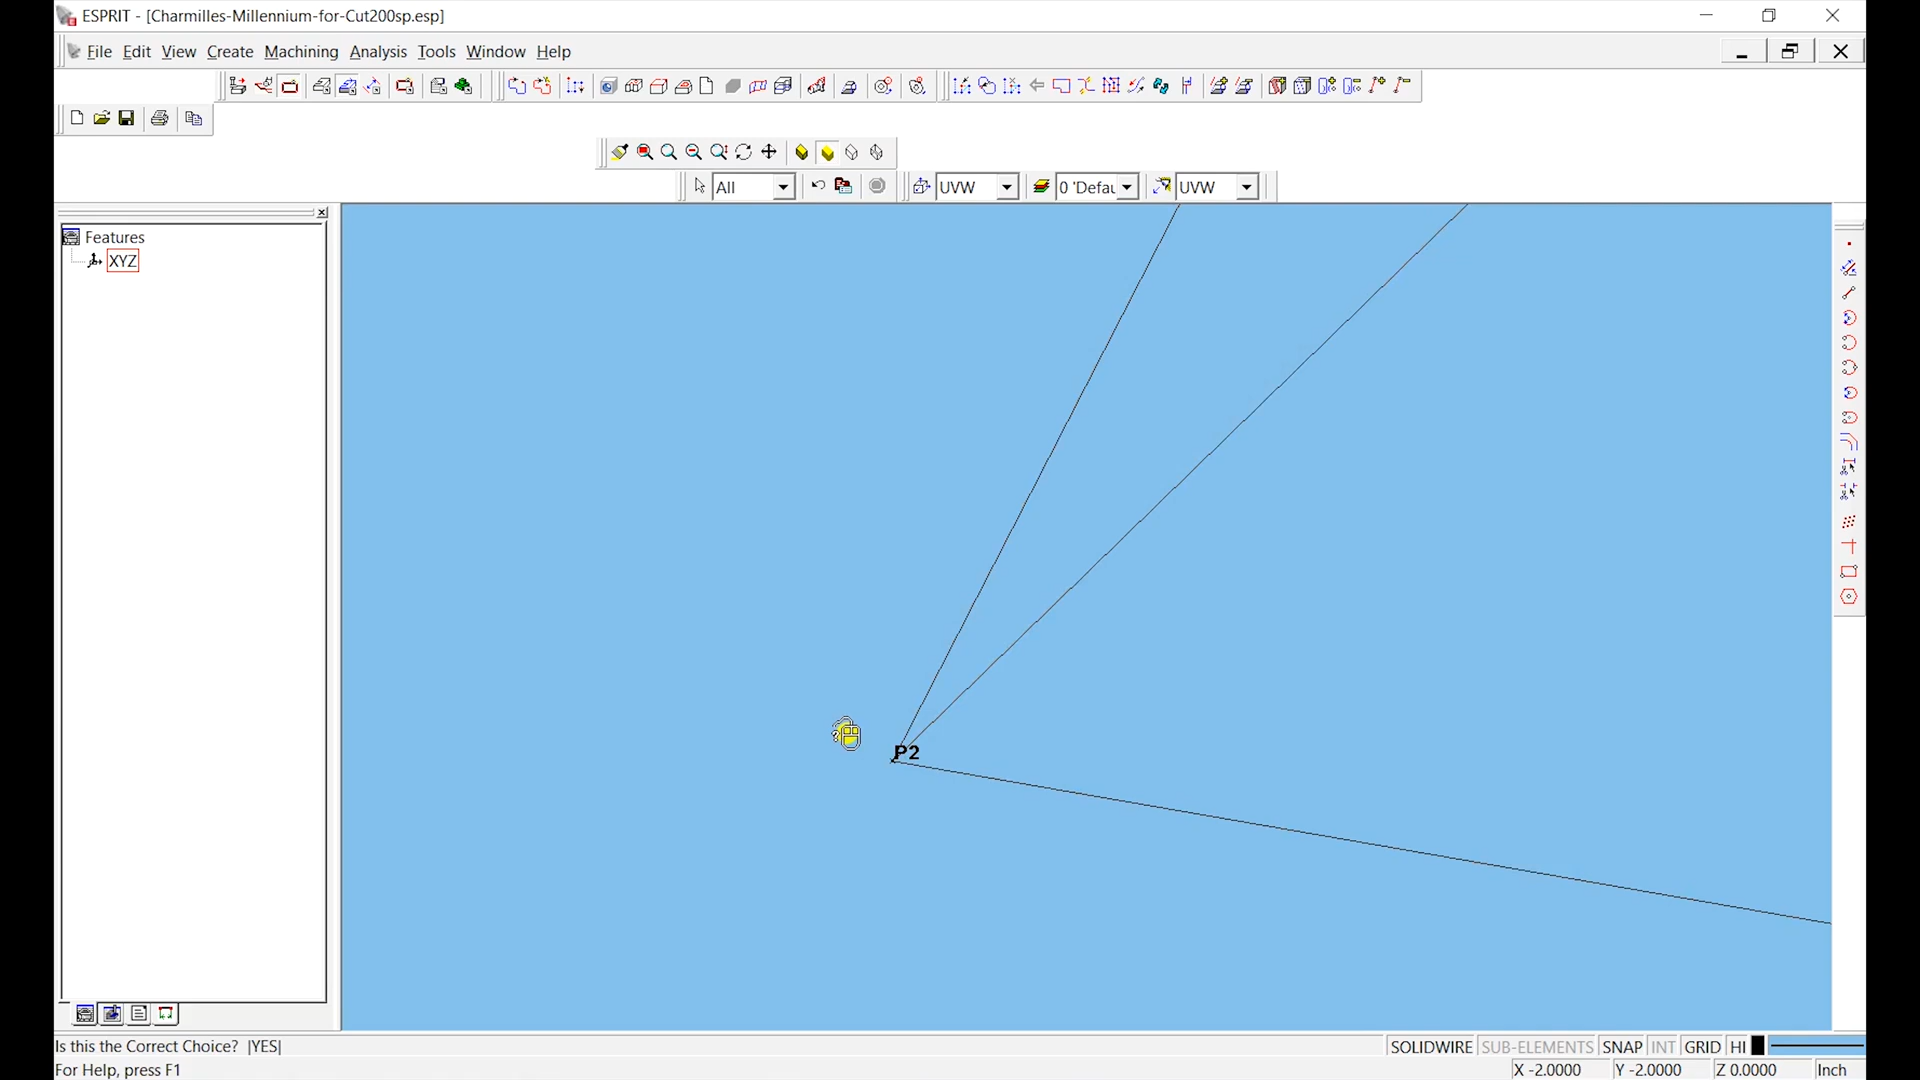 ESPRIT - [Charmilles-Millennium-for-Cut200sp.esp]
File Edit View Create Machining Analysis Tools Window Help
All UVW 0 'Defau UVW
Features
XYZ
P2
Is this the Correct Choice? |YES|
SOLIDWIRE SUB-ELEMENTS SNAP INT GRID HI
For Help, press F1
X -2.0000 Y -2.0000 Z 0.0000 Inch